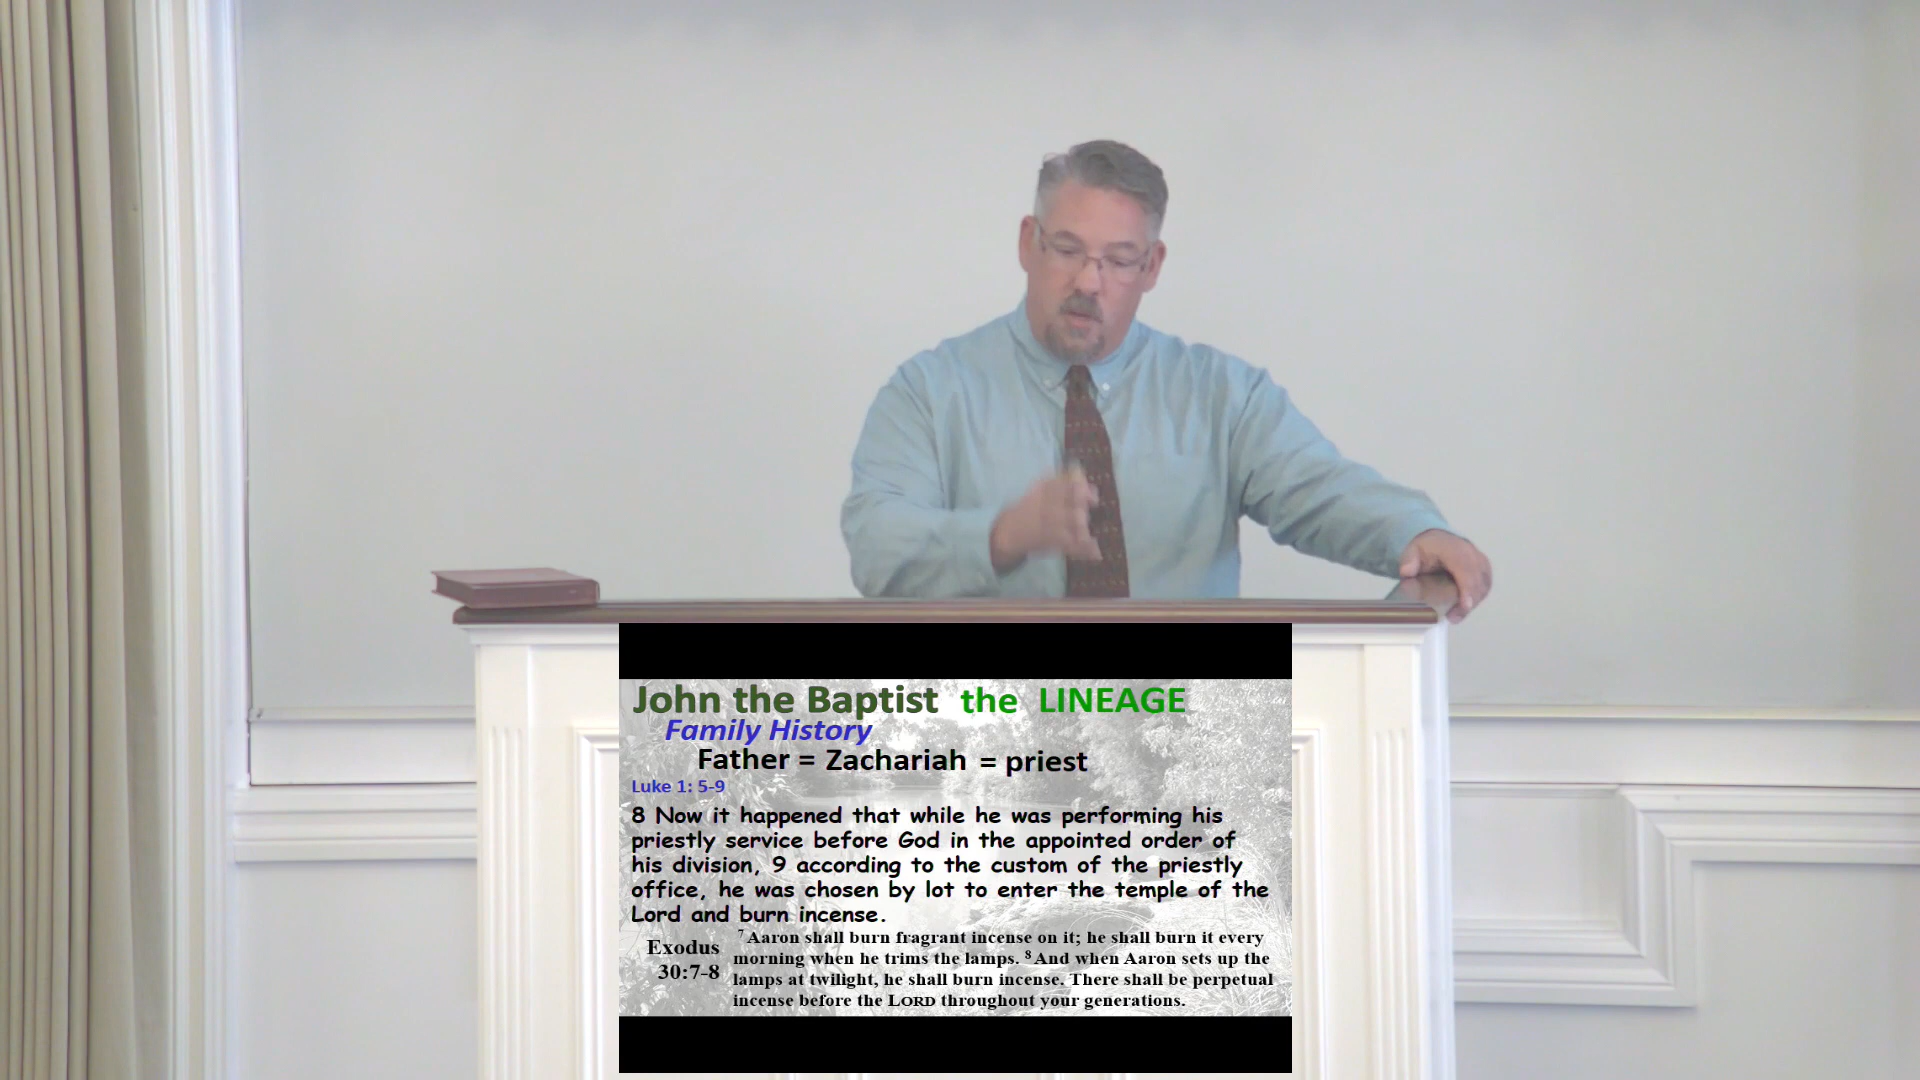 John the Baptist the LINEAGE
Family History
Father = Zachariah = priest
Luke 1: 5-9
8 Now it happened that while he was performing his
priestly service before God in the appointed order of
his division, 9 according to the custom of the priestly
office, he was chosen by lot to enter the temple of the
Lord and burn incense.
Exodus
30:7-8
7 Aaron shall burn fragrant incense on it; he shall burn it every
morning when he trims the lamps. 8 And when Aaron sets up the
lamps at twilight, he shall burn incense. There shall be perpetual
incense before the LORD throughout your generations.